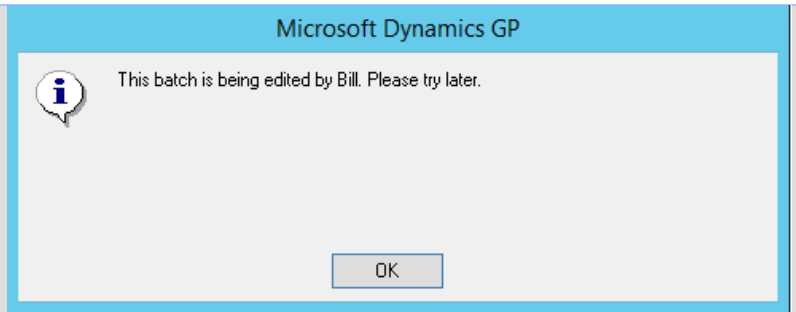 Microsoft Dynamics GP
This batch is being edited by Bill. Please try later.
OK